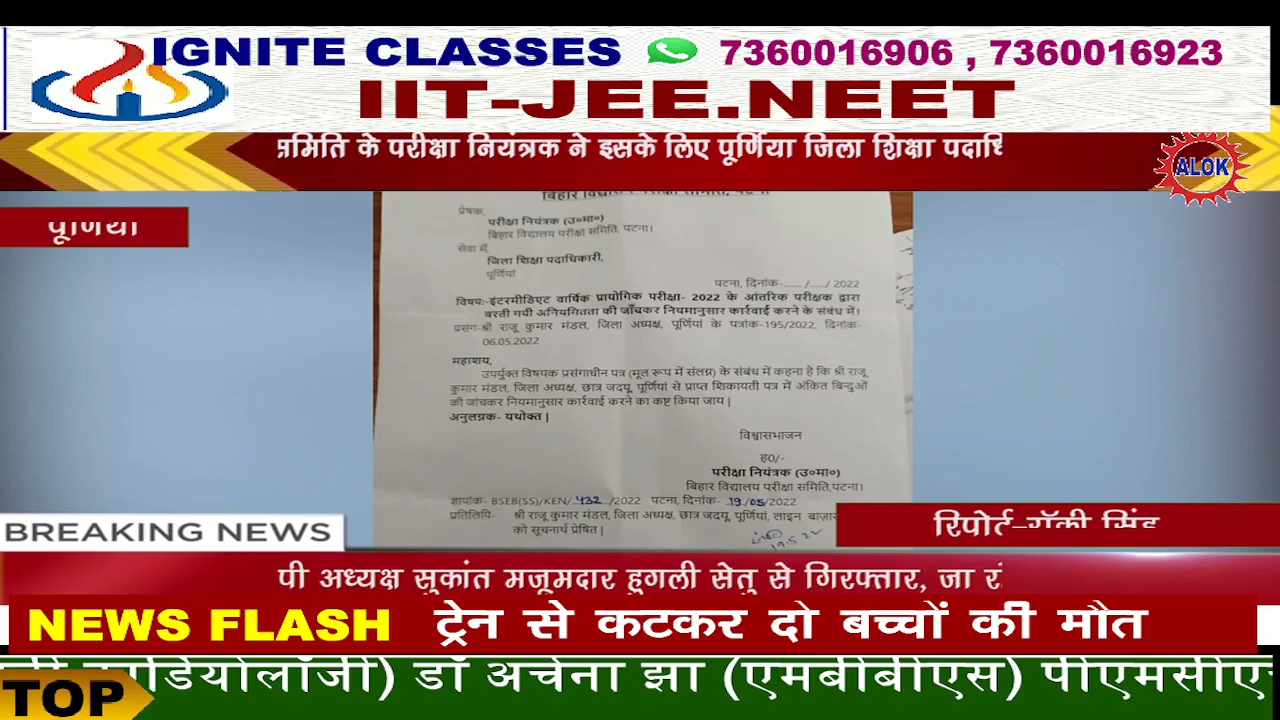 IGNITE CLASSES 7360016906 , 7360016923
IIT-JEE.NEET
के परीक्षा नियंत्रक ने इसके लिए पूर्णिया जिला शिक्षा
ALOK
पूर्णिया
प्रेषक,
परीक्षा नियंत्रक (उ०मा०)
बिहार विद्यालय परीक्षा समिति, पटना।
सेवा में,
जिला शिक्षा पदाधिकारी,
पूर्णियां
पटना, दिनांक-...... /...../ 2022
विषय:-इंटरमीडिएट वार्षिक प्रायोगिक परीक्षा- 2022 के आंतरिक परीक्षक द्वारा
बरती गयी अनियमितता की जाँचकर नियमानुसार कार्रवाई करने के संबंध में।
प्रसंग-श्री राजू कुमार मंडल, जिला अध्यक्ष, पूर्णियां के पत्रांक-195/2022, दिनांक-
06.05.2022
महाशय,
उपर्युक्त विषयक प्रसंगाधीन पत्र (मूल रूप में संलग्न) के संबंध में कहना है कि श्री राजू
कुमार मंडल, जिला अध्यक्ष, छात्र जदयू, पूर्णियां से प्राप्त शिकायती पत्र में अंकित बिन्दुओं
की जांचकर नियमानुसार कार्रवाई करने का कष्ट किया जाय |
अनुलग्नक- यथोक्त |
विश्वासभाजन
ह0/-
परीक्षा नियंत्रक (उ०मा०)
बिहार विद्यालय परीक्षा समिति,पटना।
ज्ञापांक- BSEB(SS)/KEN/ 432 /2022 पटना, दिनांक- 19/05/2022
प्रतिलिपि- श्री राजू कुमार मंडल, जिला अध्यक्ष, छात्र जदयू, पूर्णियां, लाइन बाज़ार
को सूचनार्थ प्रेषित |
19.5.22
BREAKING NEWS
रिपोर्ट-रॉकी सिंह
पी अध्यक्ष सुकांत मजूमदार हुगली सेतु से गिरफ्तार, जा
NEWS FLASH ट्रेन से कटकर दो बच्चों की मौत
TOP कार्डियोलॉजी) डॉ अर्चना झा (एमबीबीएस)